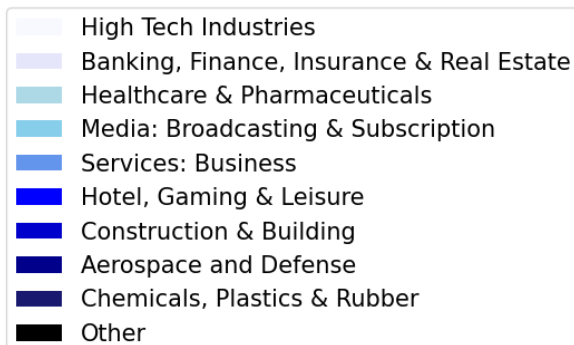 High Tech Industries
Banking, Finance, Insurance & Real Estate
Healthcare & Pharmaceuticals
Media: Broadcasting & Subscription
Services: Business
Hotel, Gaming & Leisure
Construction & Building
Aerospace and Defense
Chemicals, Plastics & Rubber
Other